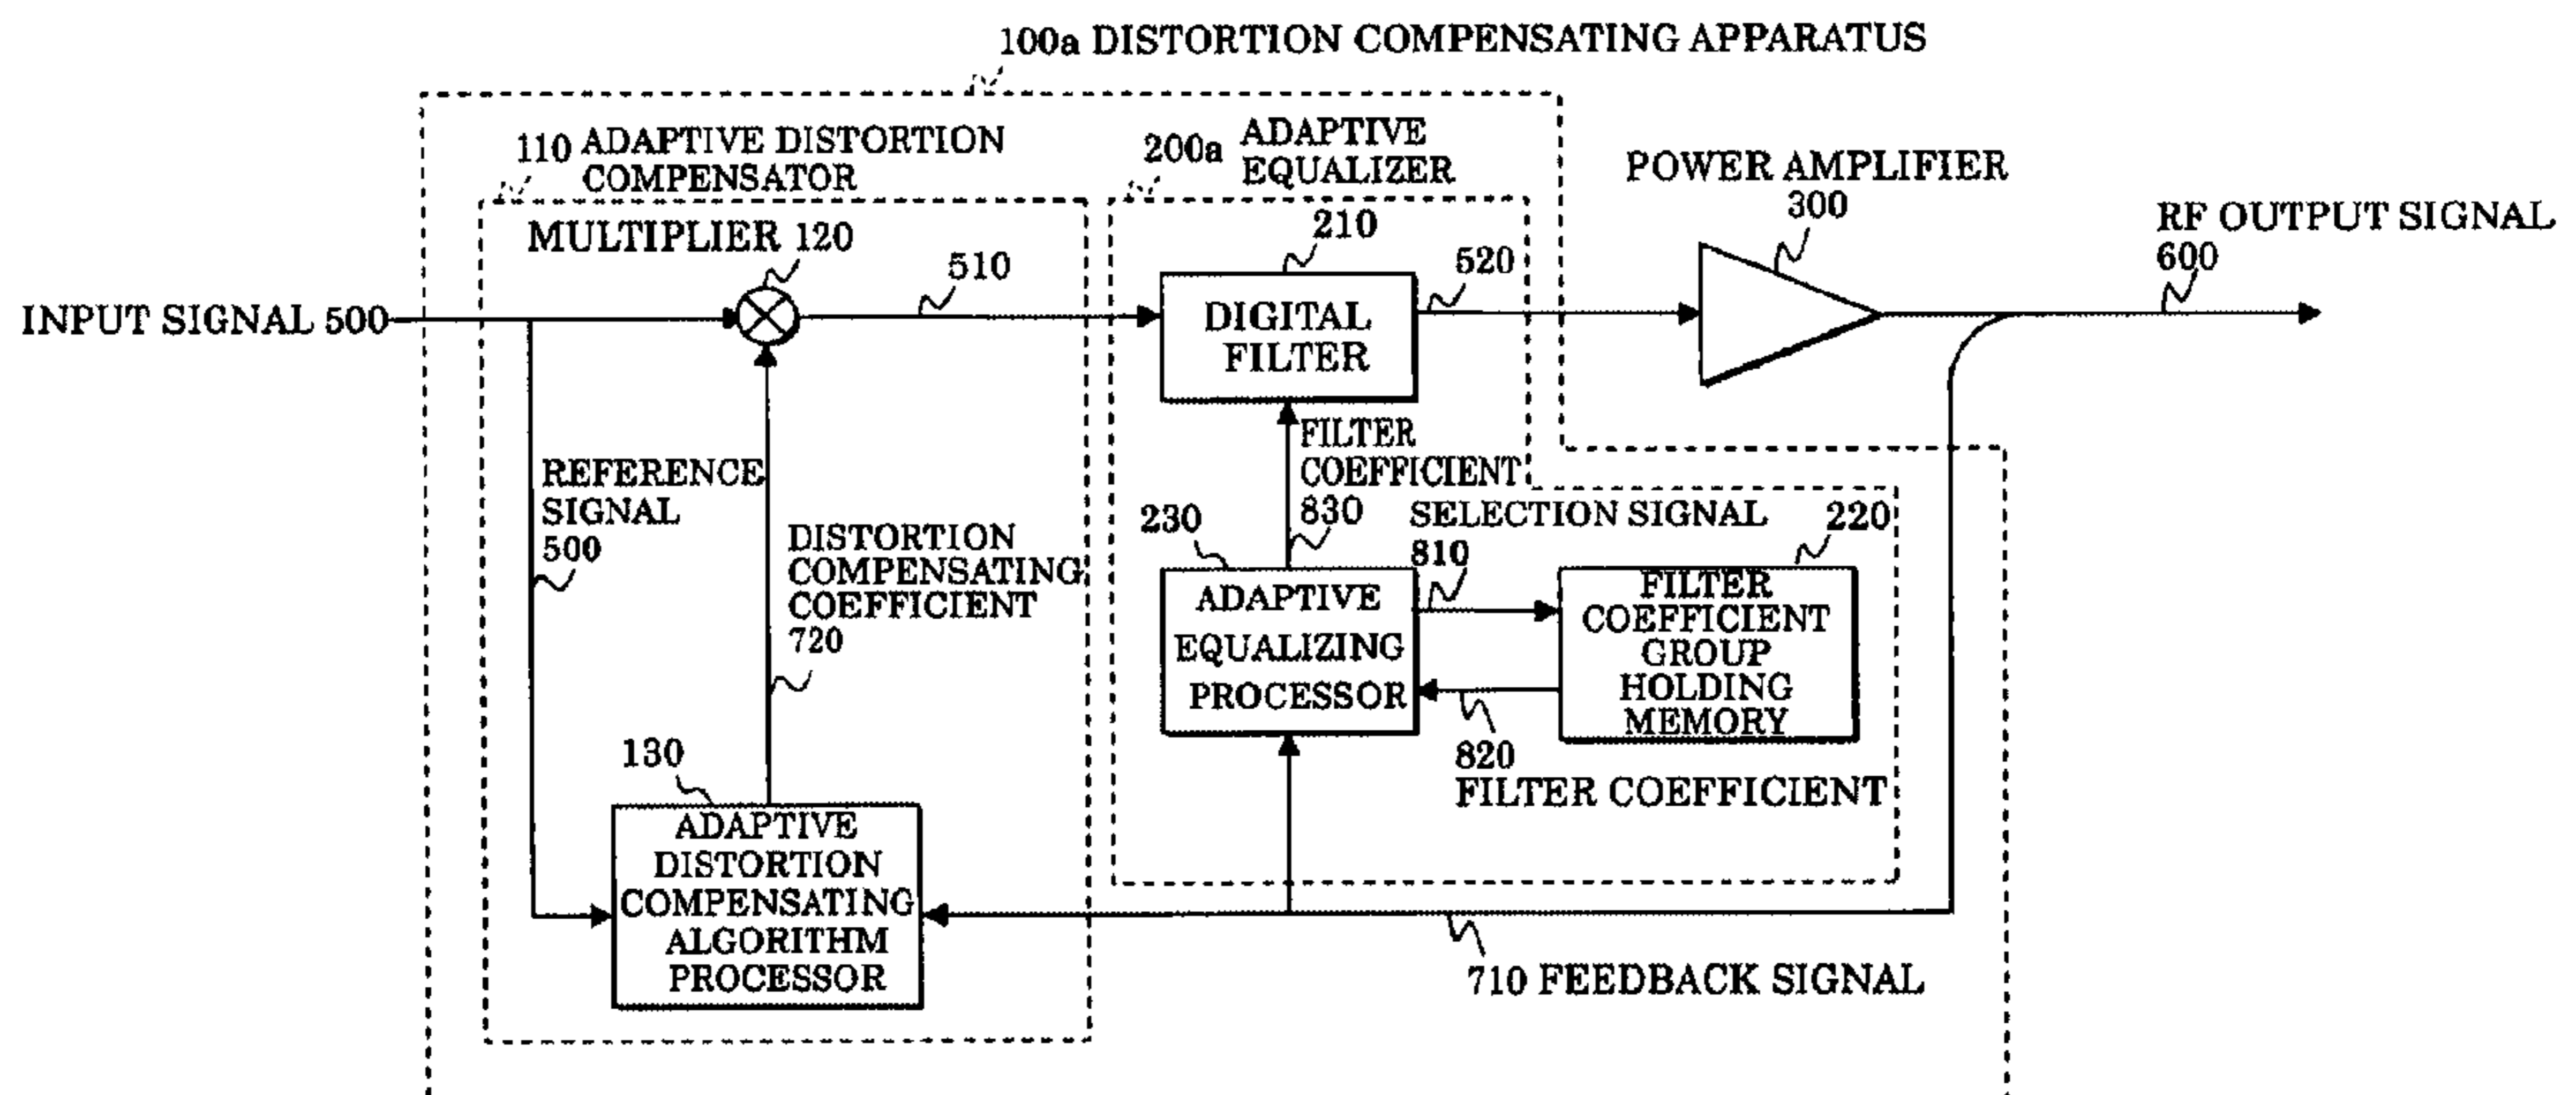 100a DISTORTION COMPENSATING APPARATUS
110 ADAPTIVE DISTORTION
COMPENSATOR
200a ADAPTIVE
EQUALIZER
POWER AMPLIFIER
300
RF OUTPUT SIGNAL
600
MULTIPLIER 120
510
210
520
INPUT SIGNAL 500
DIGITAL
FILTER
FILTER
COEFFICIENT
830
REFERENCE
SIGNAL
500
DISTORTION
COMPENSATING
COEFFICIENT
720
230
SELECTION SIGNAL
810
220
ADAPTIVE
EQUALIZING
PROCESSOR
FILTER
COEFFICIENT
GROUP
HOLDING
MEMORY
820
FILTER COEFFICIENT
130
ADAPTIVE
DISTORTION
COMPENSATING
ALGORITHM
PROCESSOR
710 FEEDBACK SIGNAL